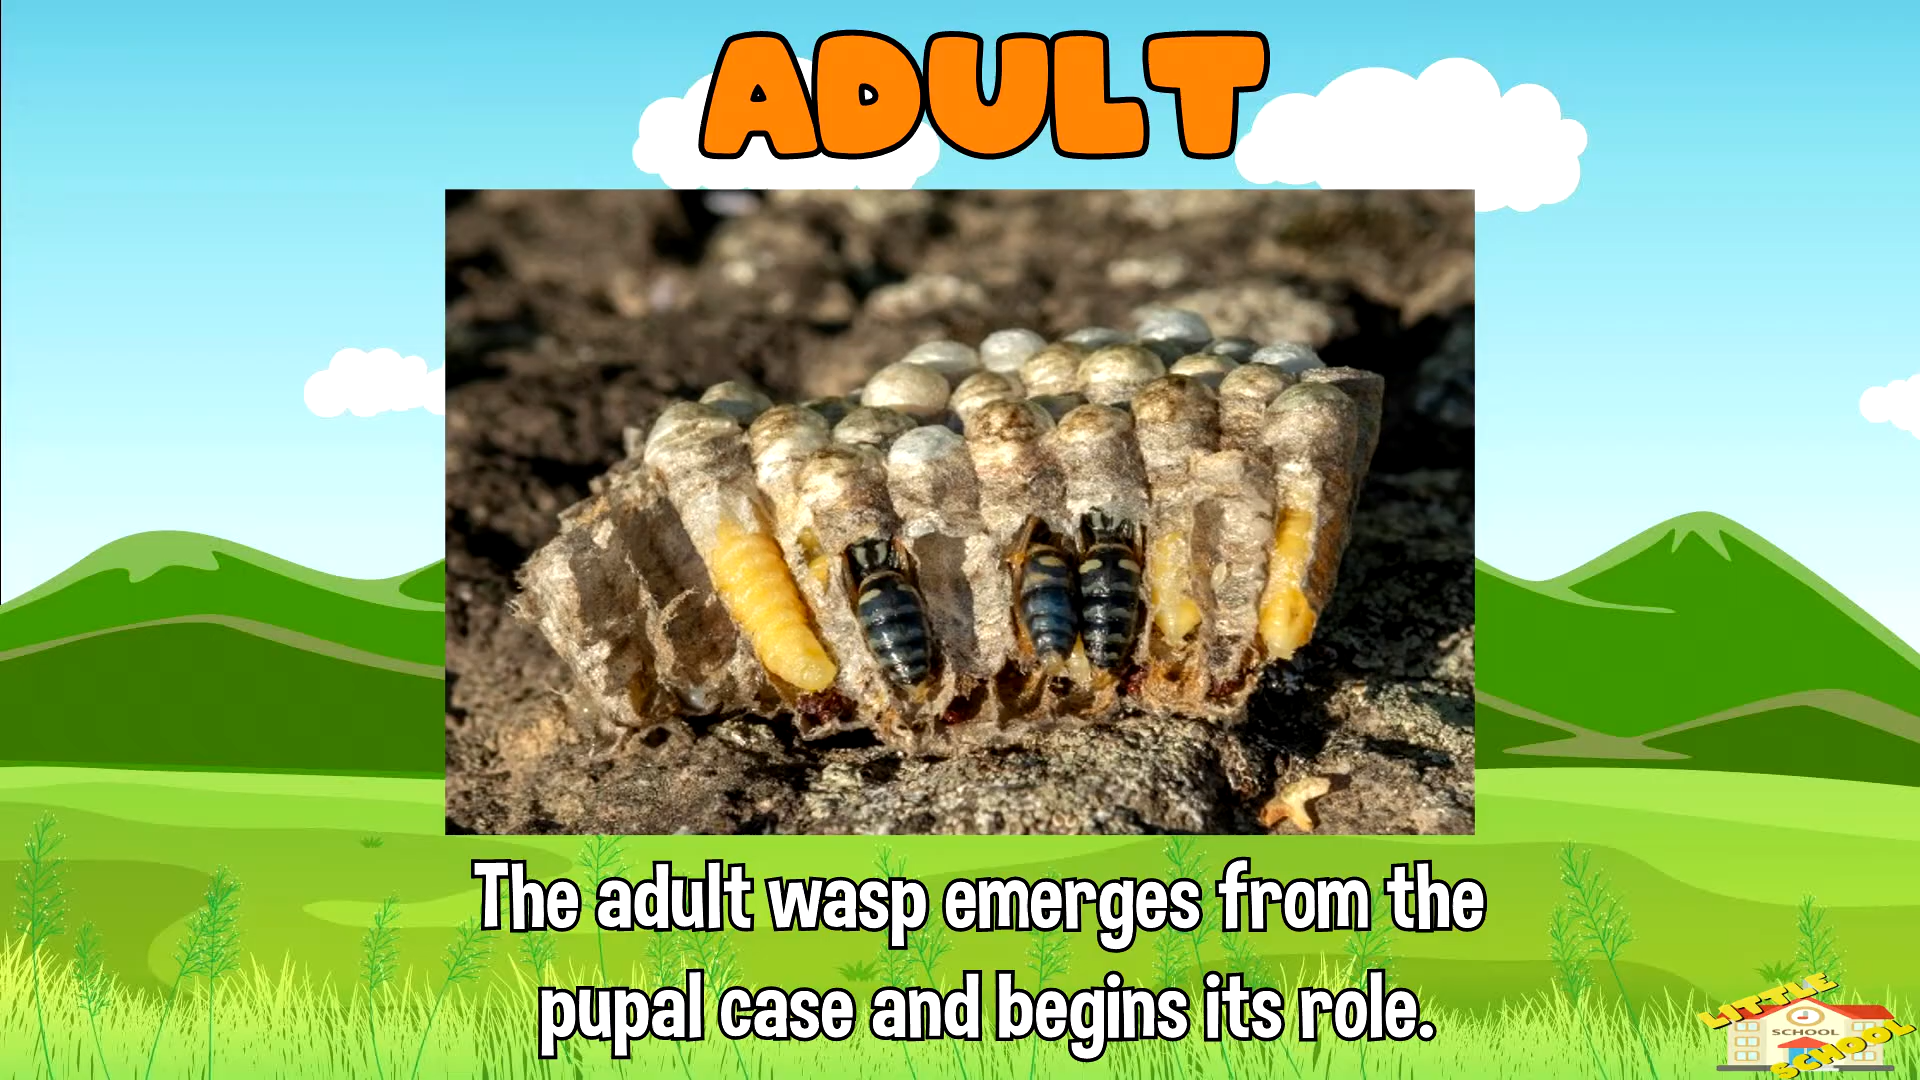 ADULT
The adult wasp emerges from the
pupal case and begins its role.
LITTLE
SCHOOL
SCHOOL